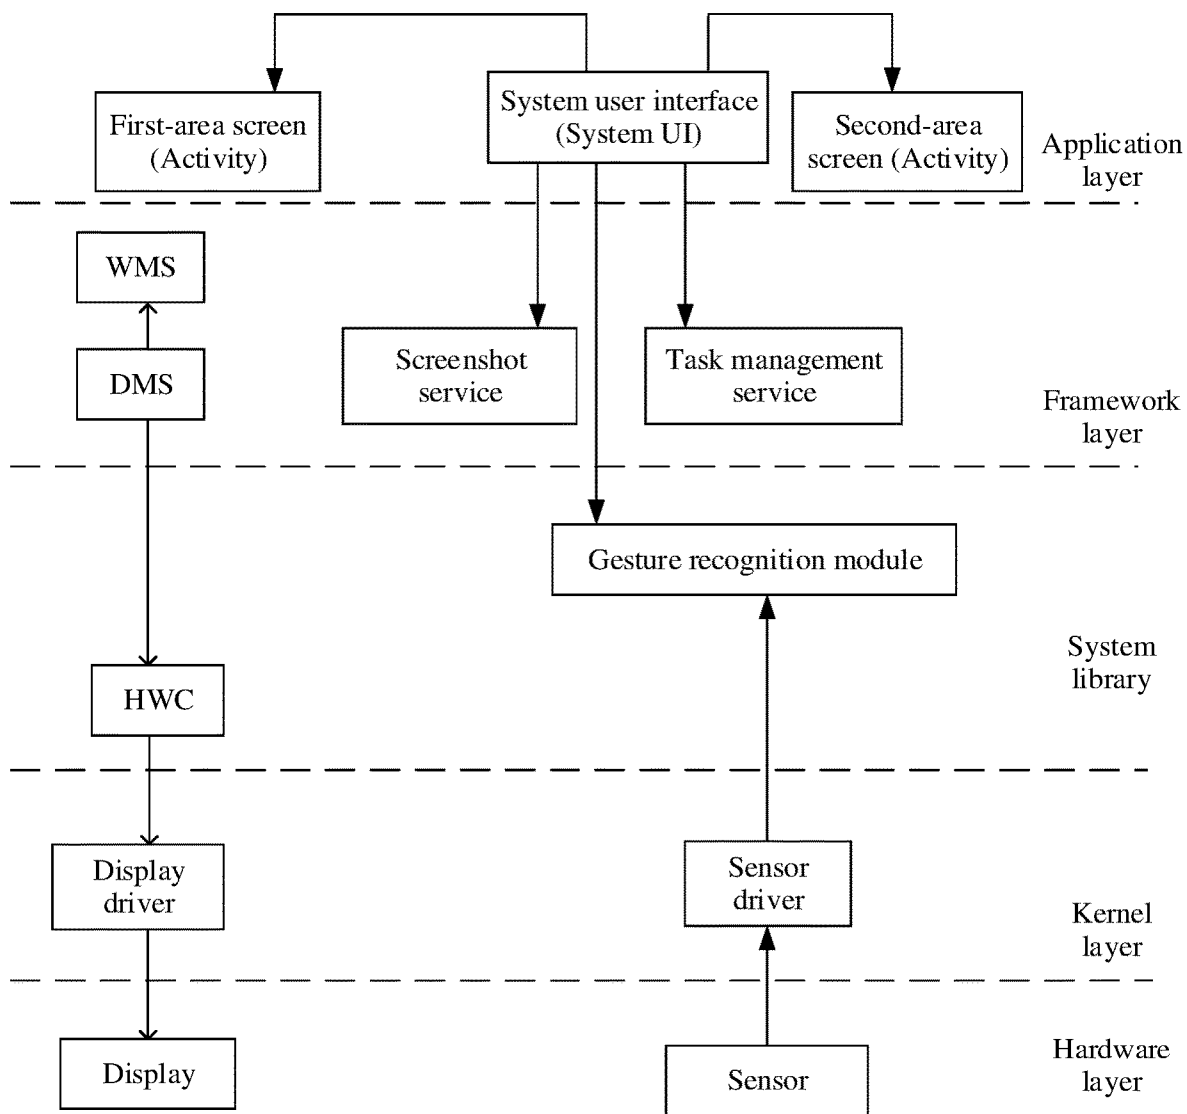 System user interface
(System UI)
First-area screen
(Activity)
Second-area
screen (Activity)
Application
layer
WMS
DMS
Screenshot
service
Task management
service
Framework
layer
Gesture recognition module
HWC
System
library
Display
driver
Sensor
driver
Kernel
layer
Display
Sensor
Hardware
layer